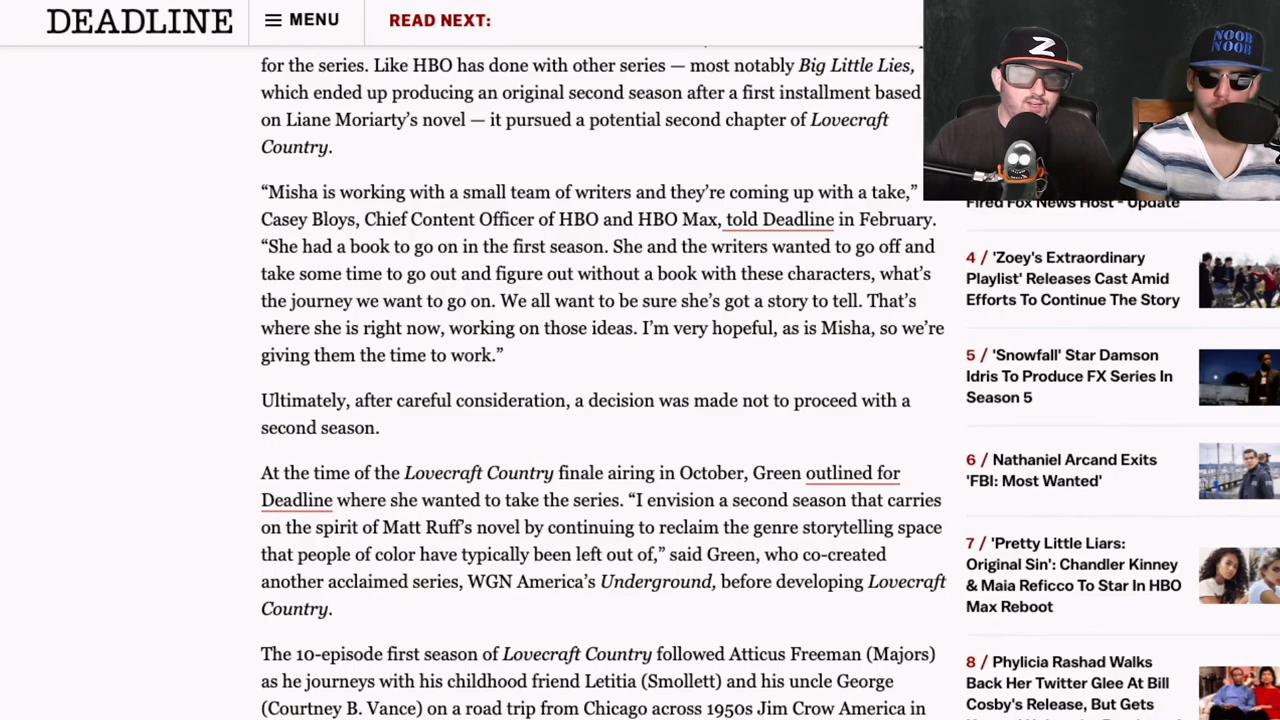 DEADLINE
MENU
READ NEXT:
for the series. Like HBO has done with other series — most notably Big Little Lies,
which ended up producing an original second season after a first installment based
on Liane Moriarty’s novel — it pursued a potential second chapter of Lovecraft
Country.
“Misha is working with a small team of writers and they’re coming up with a take,”
Casey Bloys, Chief Content Officer of HBO and HBO Max, told Deadline in February.
“She had a book to go on in the first season. She and the writers wanted to go off and
take some time to go out and figure out without a book with these characters, what’s
the journey we want to go on. We all want to be sure she’s got a story to tell. That’s
where she is right now, working on those ideas. I’m very hopeful, as is Misha, so we’re
giving them the time to work.”
Ultimately, after careful consideration, a decision was made not to proceed with a
second season.
At the time of the Lovecraft Country finale airing in October, Green outlined for
Deadline where she wanted to take the series. “I envision a second season that carries
on the spirit of Matt Ruff’s novel by continuing to reclaim the genre storytelling space
that people of color have typically been left out of,” said Green, who co-created
another acclaimed series, WGN America’s Underground, before developing Lovecraft
Country.
The 10-episode first season of Lovecraft Country followed Atticus Freeman (Majors)
as he journeys with his childhood friend Letitia (Smollett) and his uncle George
(Courtney B. Vance) on a road trip from Chicago across 1950s Jim Crow America in
Z
NOOB
NOOB
Fired Fox News Host - Update
4 / 'Zoey's Extraordinary
Playlist' Releases Cast Amid
Efforts To Continue The Story
5 / 'Snowfall' Star Damson
Idris To Produce FX Series In
Season 5
6 / Nathaniel Arcand Exits
'FBI: Most Wanted'
7 / 'Pretty Little Liars:
Original Sin': Chandler Kinney
& Maia Reficco To Star In HBO
Max Reboot
8 / Phylicia Rashad Walks
Back Her Twitter Glee At Bill
Cosby's Release, But Gets